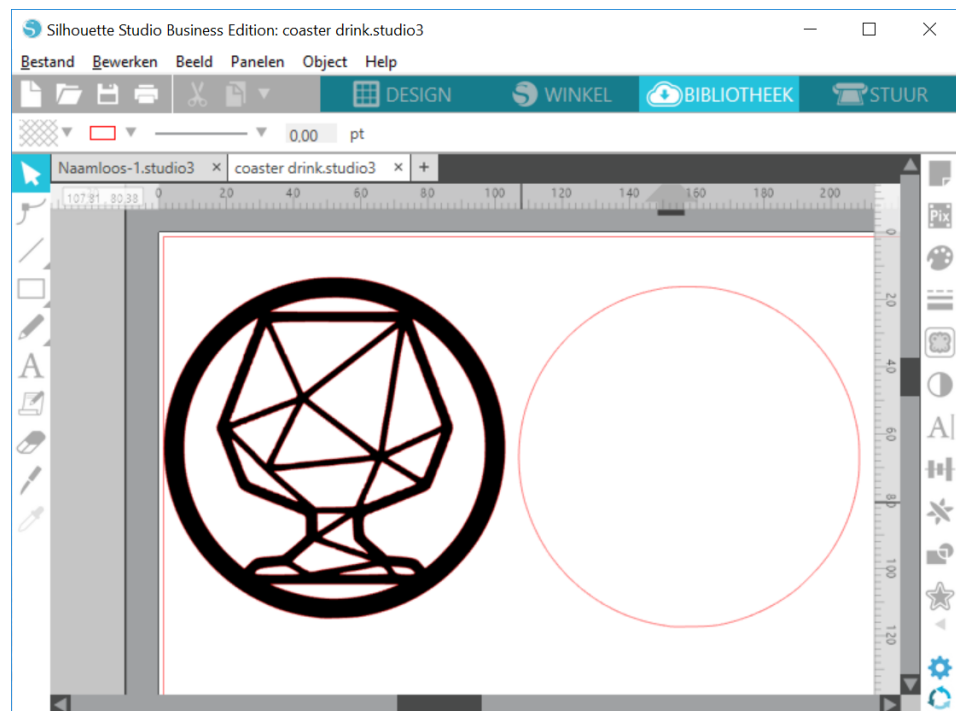 Silhouette Studio Business Edition: coaster drink.studio3
Bestand Bewerken Beeld Panelen Object Help
DESIGN S WINKEL BIBLIOTHEEK STUUR
0,00 pt
Naamloos-1.studio3 × coaster drink.studio3 × +
107.81 80.38 0 20 40 60 80 100 120 140 160 180 200
Pix
A
A
0
20
40
60
80
100
120